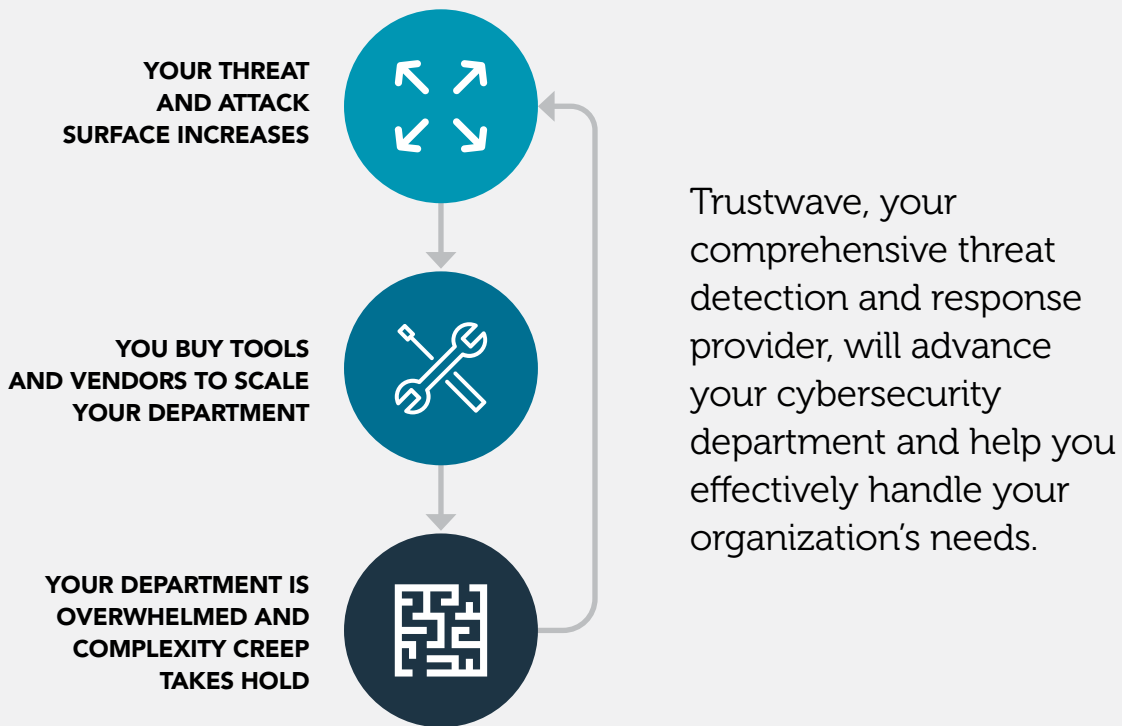 YOUR THREAT
AND ATTACK
SURFACE INCREASES
YOU BUY TOOLS
AND VENDORS TO SCALE
YOUR DEPARTMENT
YOUR DEPARTMENT IS
OVERWHELMED AND
COMPLEXITY CREEP
TAKES HOLD
Trustwave, your
comprehensive threat
detection and response
provider, will advance
your cybersecurity
department and help you
effectively handle your
organization’s needs.